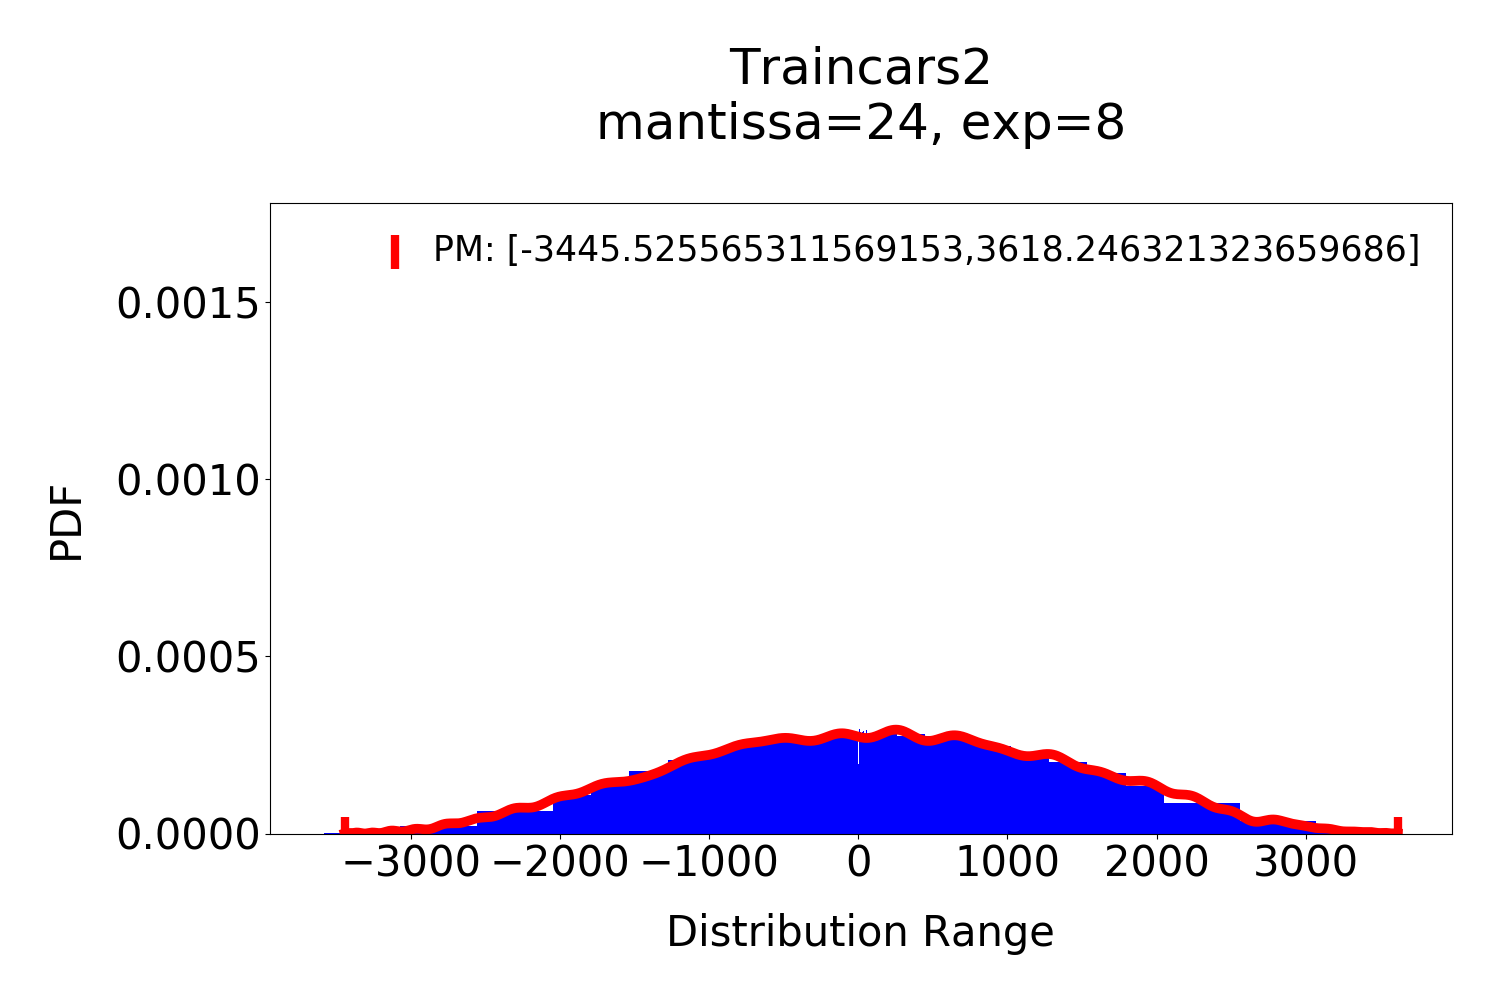 Traincars2
mantissa=24, exp=8
PM: [-3445.525565311569153,3618.246321323659686]
0.0015
0.0010
0.0005
0.0000
PDF
−3000 −2000 −1000 0 1000 2000 3000
Distribution Range